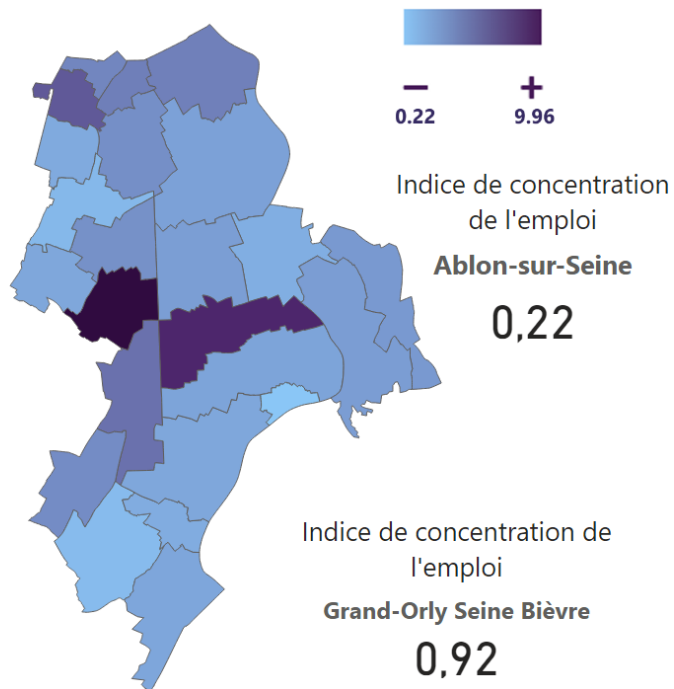 − +
0.22 9.96
Indice de concentration
de l'emploi
Ablon-sur-Seine
0,22
Indice de concentration de
l'emploi
Grand-Orly Seine Bièvre
0,92